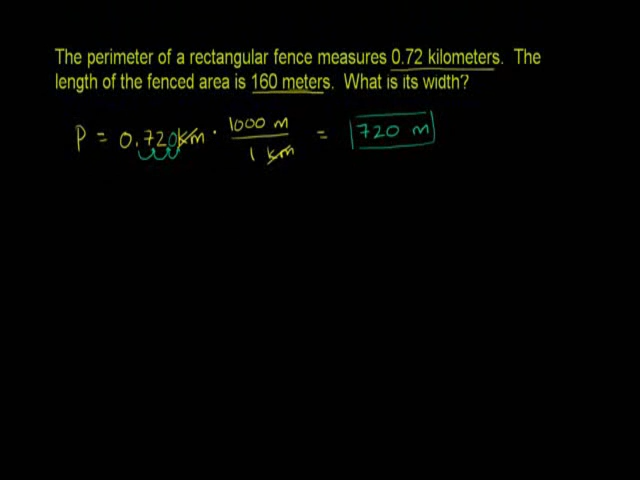 The perimeter of a rectangular fence measures 0.72 kilometers. The
length of the fenced area is 160 meters. What is its width?
P = 0.720 km · 1000 m / 1 km = 720 m